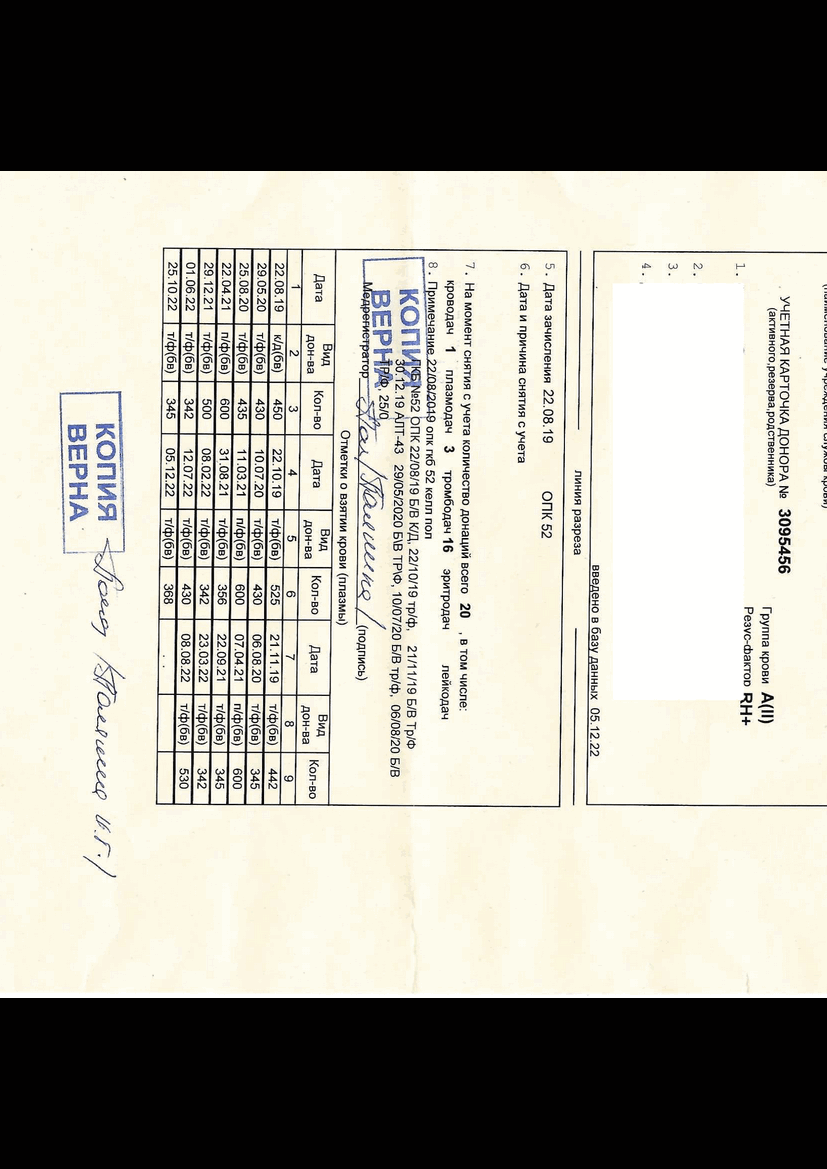 (наименование учреждения службы крови)
УЧЕТНАЯ КАРТОЧКА ДОНОРА № 3095456
(активного,резерва,родственника)
Группа крови А(II)
Резус-фактор RH+
1.
2.
3.
4.
введено в базу данных 05.12.22
линия разреза
5. Дата зачисления 22.08.19 ОПК 52
6. Дата и причина снятия с учета
7. На момент снятия с учета количество донаций всего 20 , в том числе:
кроводач 1 плазмодач 3 тромбодач 16 эритродач лейкодач
8. Примечание 22/08/2019 опк гкб 52 келл пол
ГКБ №52 ОПК 22/08/19 Б/В К/Д, 22/10/19 тр/ф, 21/11/19 Б/В Тр/Ф
30.12.19 АЛТ-43 29/05/2020 Б\В ТР\Ф, 10/07/20 Б/В тр/ф, 06/08/20 Б/В
ТР/Ф, 25/0
КОПИЯ
ВЕРНА
Медрегистратор (подпись)
Отметки о взятии крови (плазмы)
Дата Вид дон-ва Кол-во Дата Вид дон-ва Кол-во Дата Вид дон-ва Кол-во
1 2 3 4 5 6 7 8 9
22.08.19 к/д(бв) 450 22.10.19 т/ф(бв) 525 21.11.19 т/ф(бв) 442
29.05.20 т/ф(бв) 430 10.07.20 т/ф(бв) 430 06.08.20 т/ф(бв) 345
25.08.20 т/ф(бв) 435 11.03.21 п/ф(бв) 600 07.04.21 п/ф(бв) 600
22.04.21 п/ф(бв) 600 31.08.21 т/ф(бв) 356 22.09.21 т/ф(бв) 345
29.12.21 т/ф(бв) 500 08.02.22 т/ф(бв) 342 23.03.22 т/ф(бв) 342
01.06.22 т/ф(бв) 342 12.07.22 т/ф(бв) 430 08.08.22 т/ф(бв) 530
25.10.22 т/ф(бв) 345 05.12.22 т/ф(бв) 368 . .
КОПИЯ
ВЕРНА